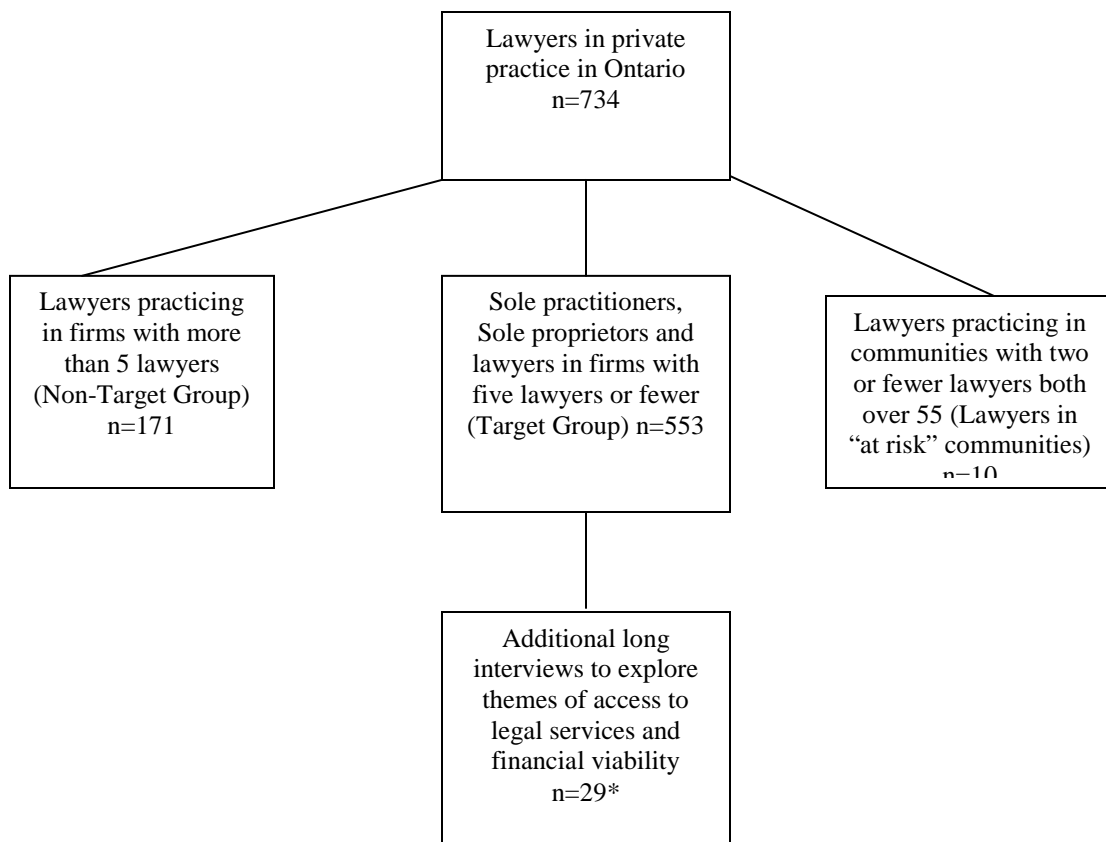 Lawyers in private
practice in Ontario
n=734
Lawyers practicing
in firms with more
than 5 lawyers
(Non-Target Group)
n=171
Sole practitioners,
Sole proprietors and
lawyers in firms with
five lawyers or fewer
(Target Group) n=553
Lawyers practicing in
communities with two
or fewer lawyers both
over 55 (Lawyers in
“at risk” communities)
n=10
Additional long
interviews to explore
themes of access to
legal services and
financial viability
n=29*